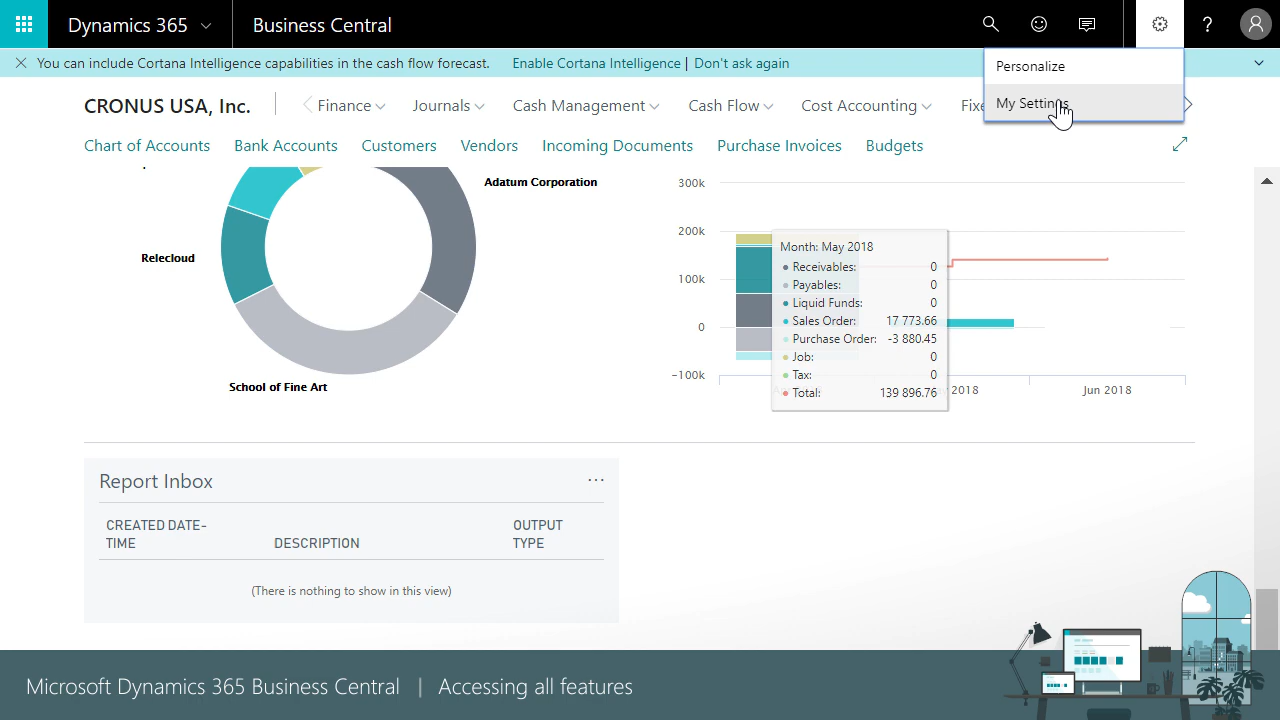 Dynamics 365
Business Central
You can include Cortana Intelligence capabilities in the cash flow forecast. Enable Cortana Intelligence | Don't ask again
Personalize
My Settings
CRONUS USA, Inc.
Finance
Journals
Cash Management
Cash Flow
Cost Accounting
Chart of Accounts
Bank Accounts
Customers
Vendors
Incoming Documents
Purchase Invoices
Budgets
Adatum Corporation
Relecloud
School of Fine Art
300k
200k
100k
0
-100k
Month: May 2018
Receivables: 0
Payables: 0
Liquid Funds: 0
Sales Order: 17 773.66
Purchase Order: -3 880.45
Job: 0
Tax: 0
Total: 139 896.76
2018
Jun 2018
Report Inbox
CREATED DATE-
TIME
DESCRIPTION
OUTPUT
TYPE
(There is nothing to show in this view)
Microsoft Dynamics 365 Business Central | Accessing all features